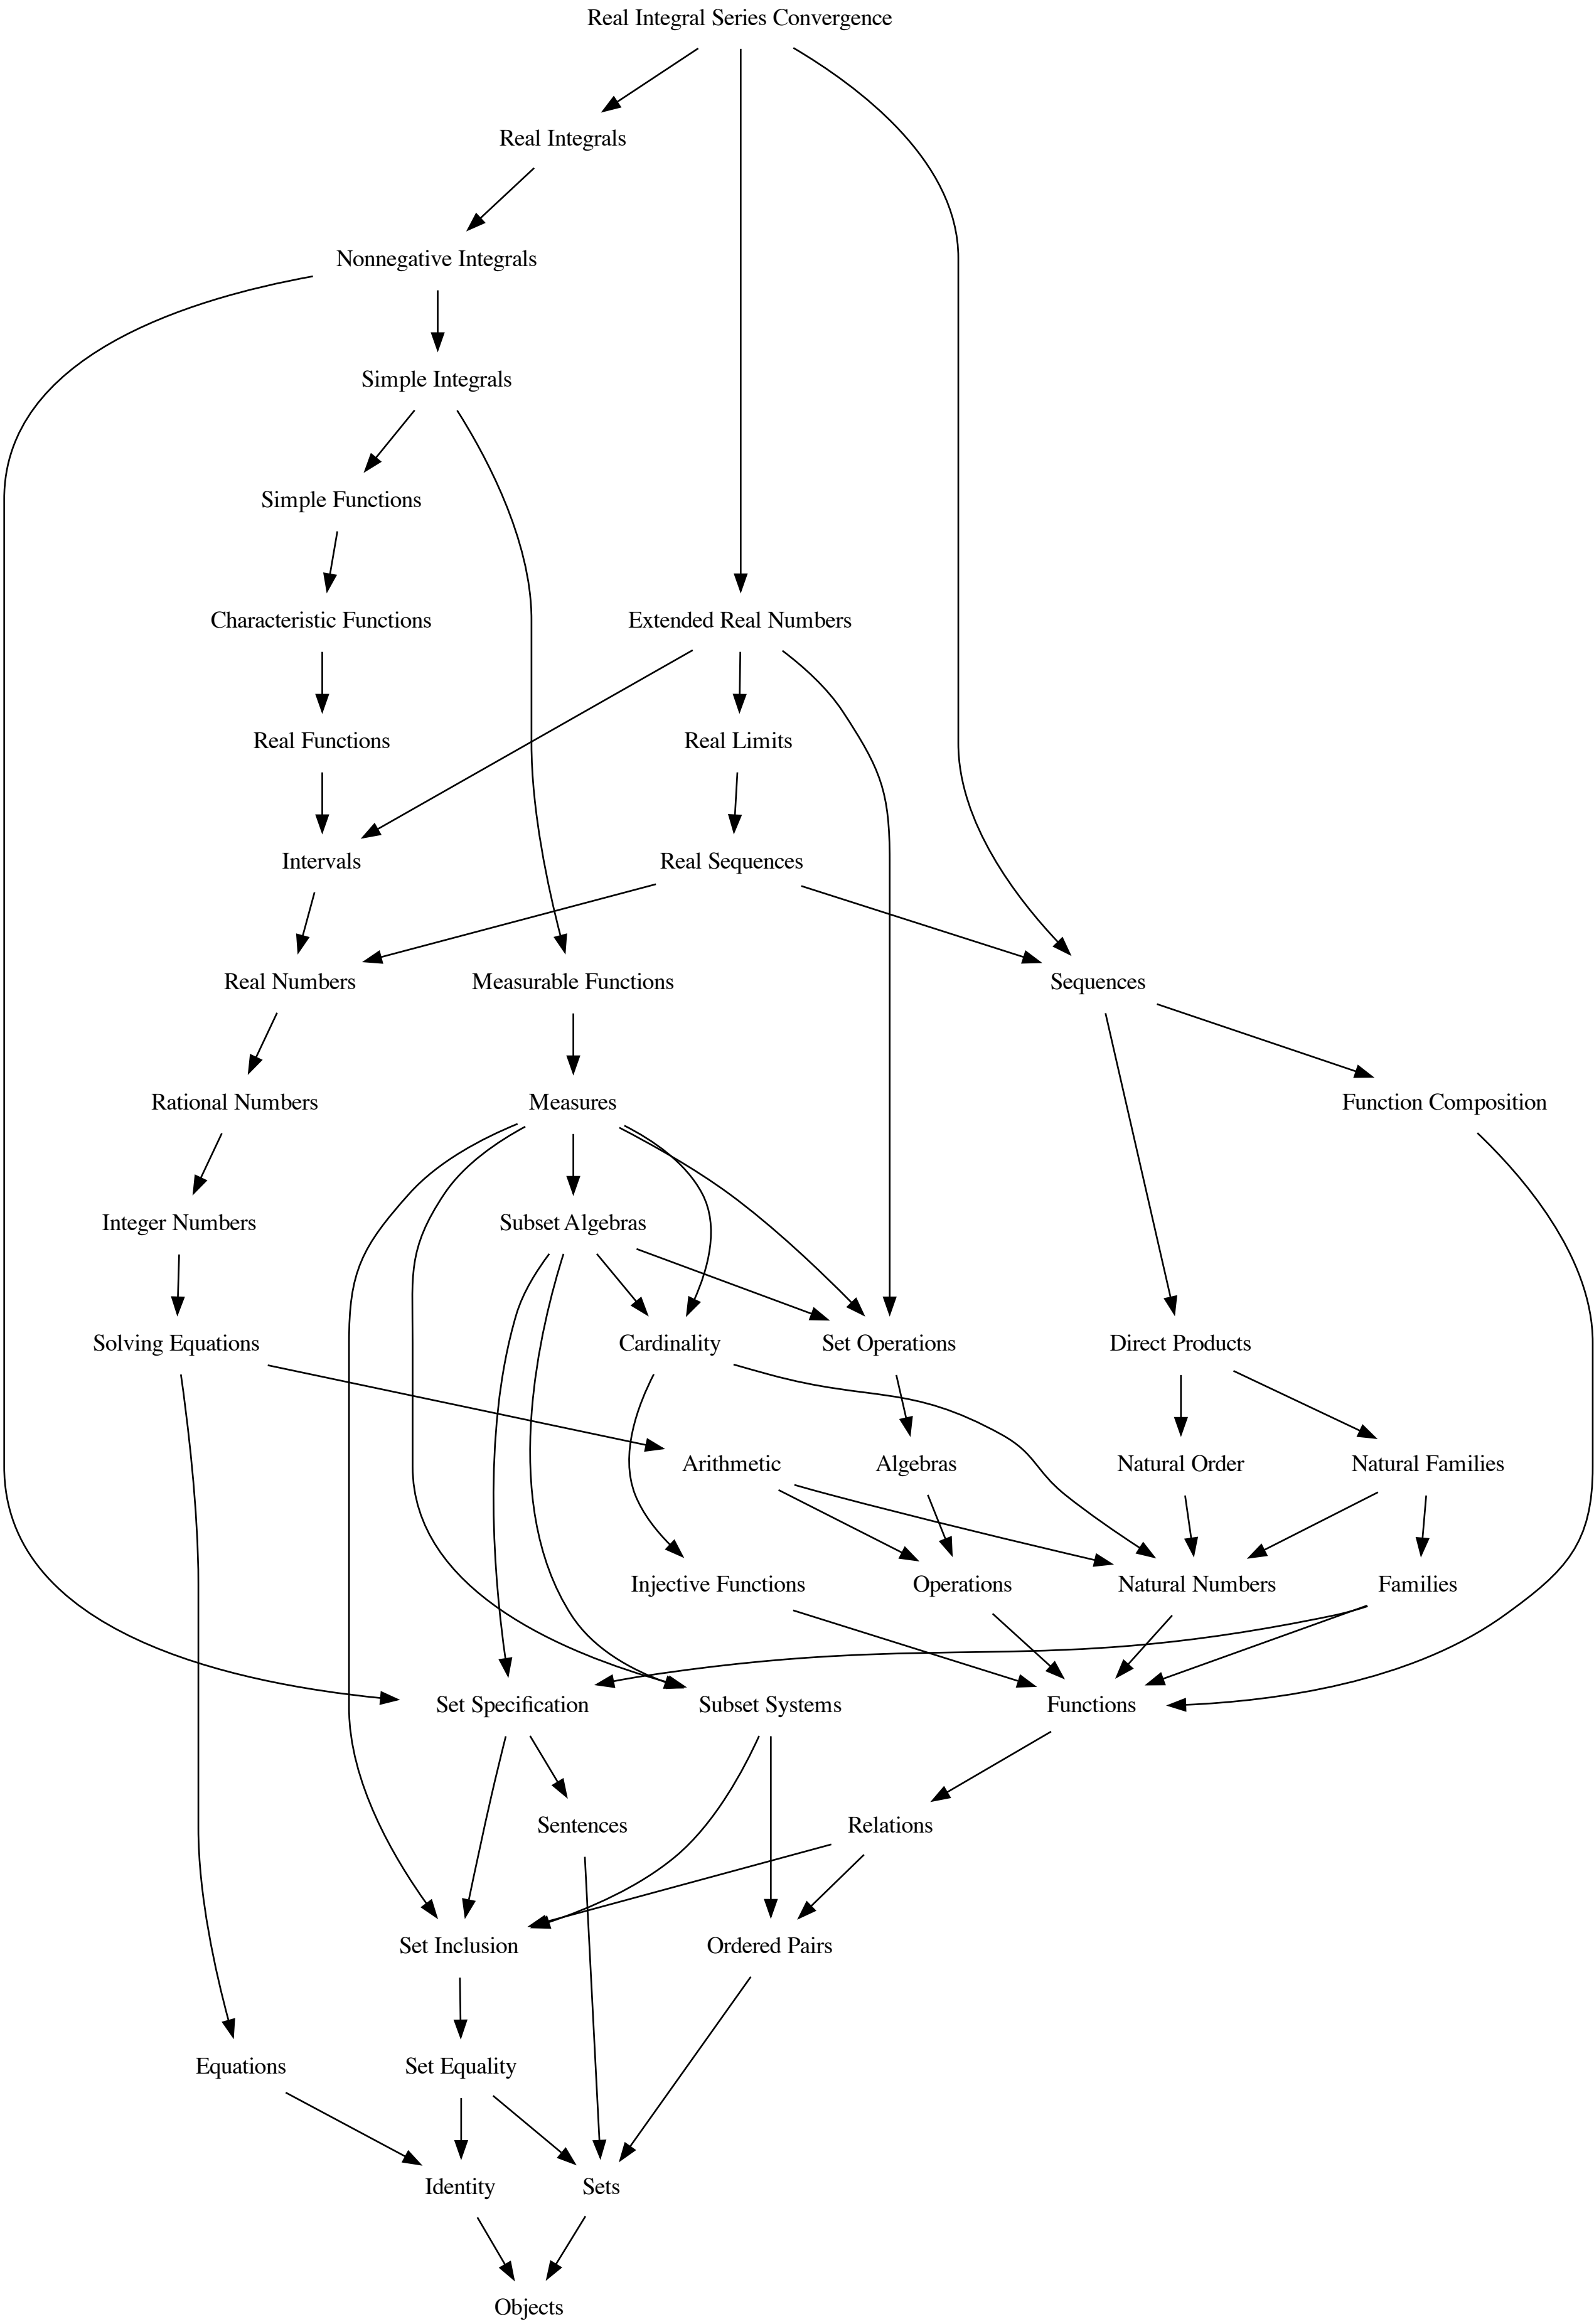 Real Integral Series Convergence
Real Integrals
Nonnegative Integrals
Simple Integrals
Simple Functions
Characteristic Functions
Extended Real Numbers
Real Functions
Real Limits
Intervals
Real Sequences
Real Numbers
Measurable Functions
Sequences
Rational Numbers
Measures
Function Composition
Integer Numbers
Subset Algebras
Solving Equations
Cardinality
Set Operations
Direct Products
Arithmetic
Algebras
Natural Order
Natural Families
Injective Functions
Operations
Natural Numbers
Families
Set Specification
Subset Systems
Functions
Sentences
Relations
Set Inclusion
Ordered Pairs
Equations
Set Equality
Identity
Sets
Objects